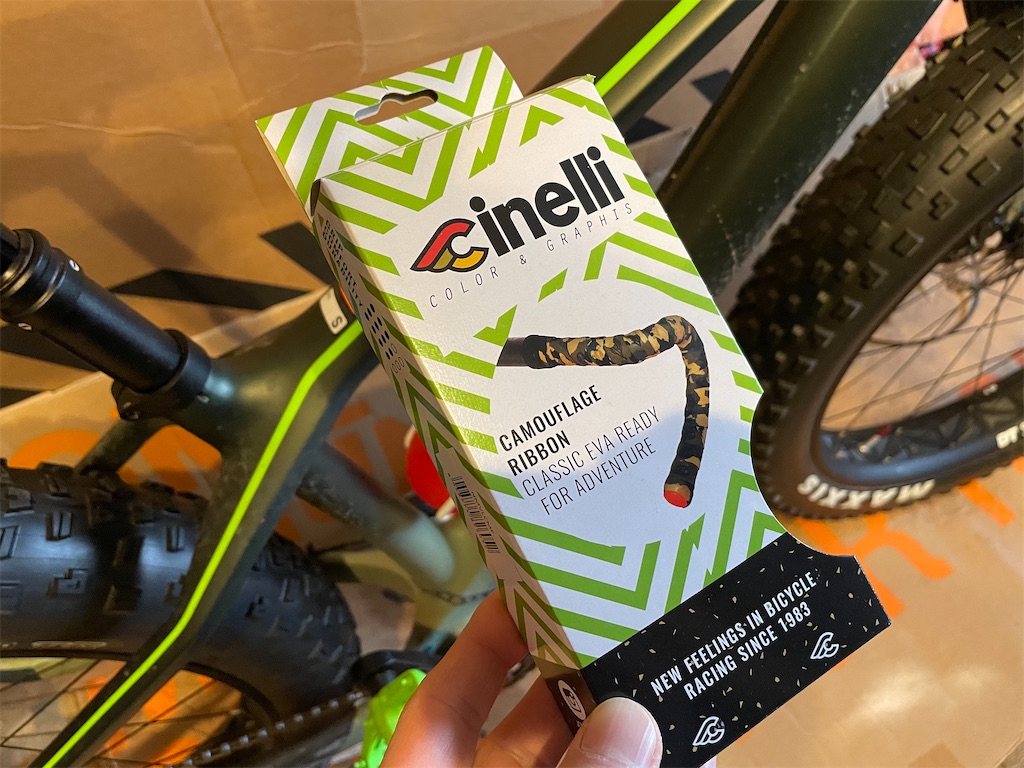 cinelli
COLOR & GRAPHIS
CAMOUFLAGE
RIBBON
CLASSIC EVA READY
FOR ADVENTURE
NEW FEELINGS IN BICYCLE
RACING SINCE 1983
S
MAXXIS